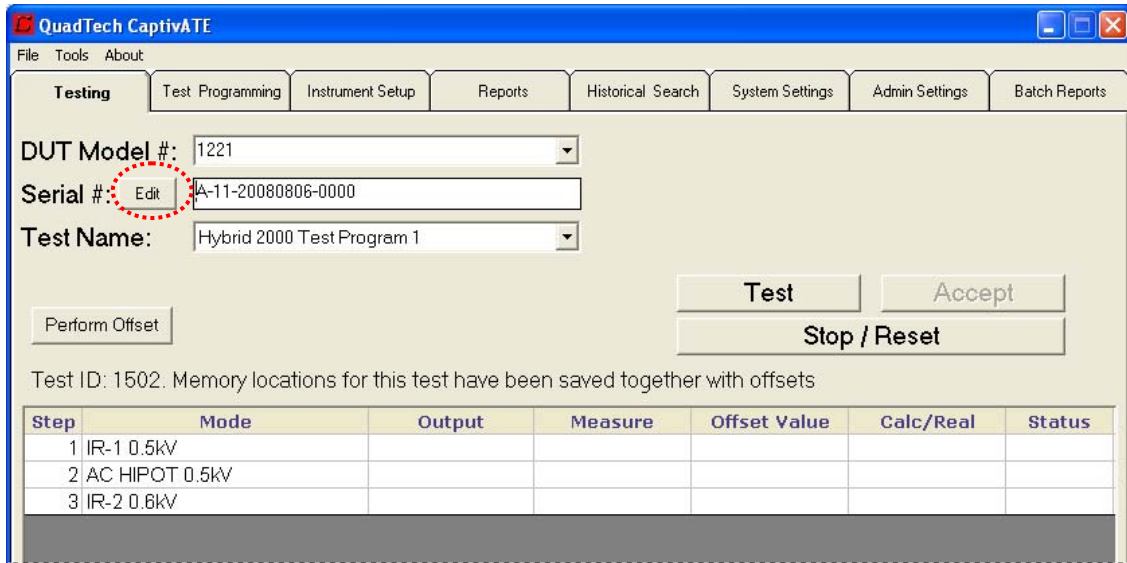 QuadTech CaptivATE
File Tools About
Testing Test Programming Instrument Setup Reports Historical Search System Settings Admin Settings Batch Reports
DUT Model #: 1221
Serial #: Edit A-11-20080806-0000
Test Name: Hybrid 2000 Test Program 1
Test Accept
Perform Offset
Stop / Reset
Test ID: 1502. Memory locations for this test have been saved together with offsets
Step Mode Output Measure Offset Value Calc/Real Status
1 IR-1 0.5kV
2 AC HIPOT 0.5kV
3 IR-2 0.6kV